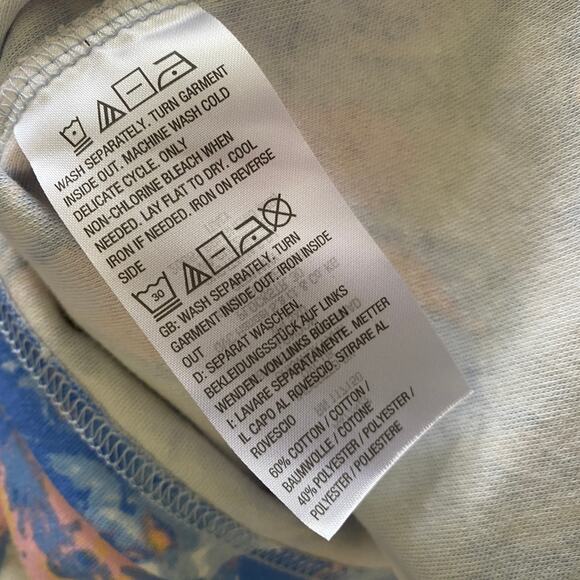 WASH SEPARATELY. TURN GARMENT
INSIDE OUT. MACHINE WASH COLD
DELICATE CYCLE. ONLY
NON-CHLORINE BLEACH WHEN
NEEDED. LAY FLAT TO DRY. COOL
IRON IF NEEDED. IRON ON REVERSE
SIDE
30
GB: WASH SEPARATELY. TURN
GARMENT INSIDE OUT. IRON INSIDE
OUT
D: SEPARAT WASCHEN.
BEKLEIDUNGSSTÜCK AUF LINKS
WENDEN. VON LINKS BÜGELN
I: LAVARE SEPARATAMENTE. METTER
IL CAPO AL ROVESCIO. STIRARE AL
ROVESCIO
60% COTTON / COTTON /
BAUMWOLLE / COTONE
40% POLYESTER / POLYESTER /
POLYESTER / POLIESTERE